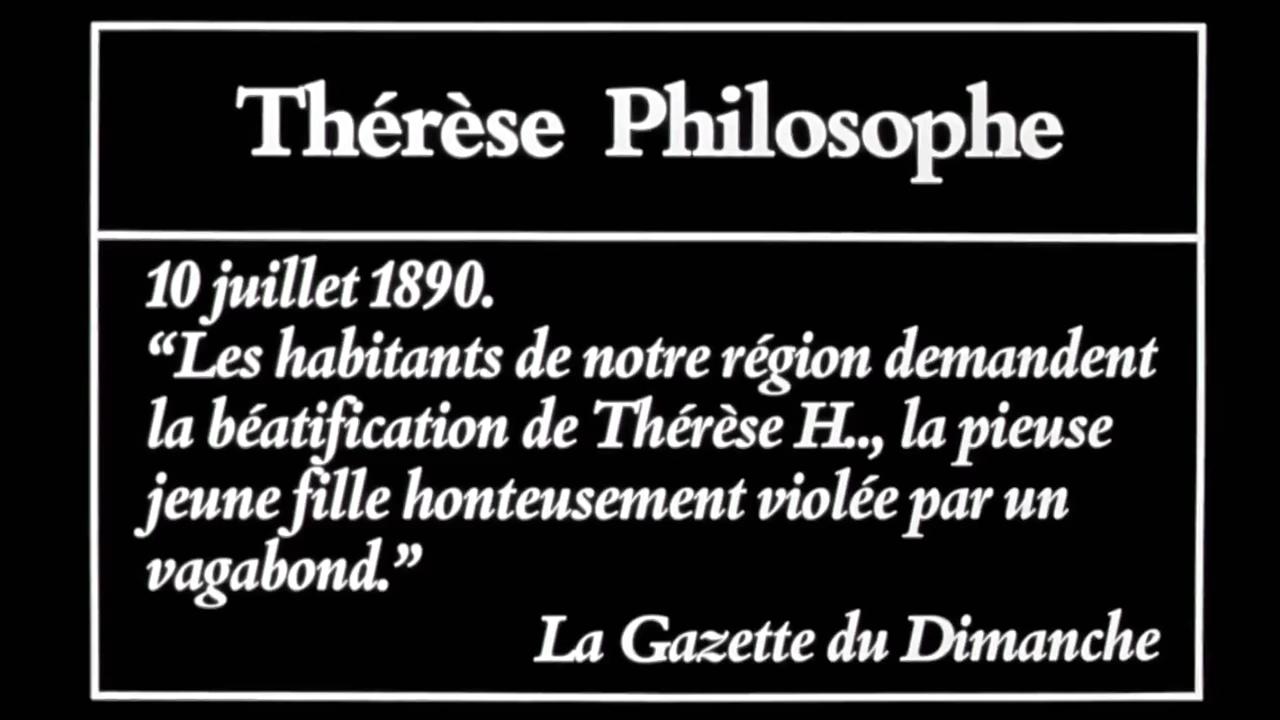 Thérèse Philosophe
10 juillet 1890.
“Les habitants de notre région demandent
la béatification de Thérèse H.., la pieuse
jeune fille honteusement violée par un
vagabond.”
La Gazette du Dimanche